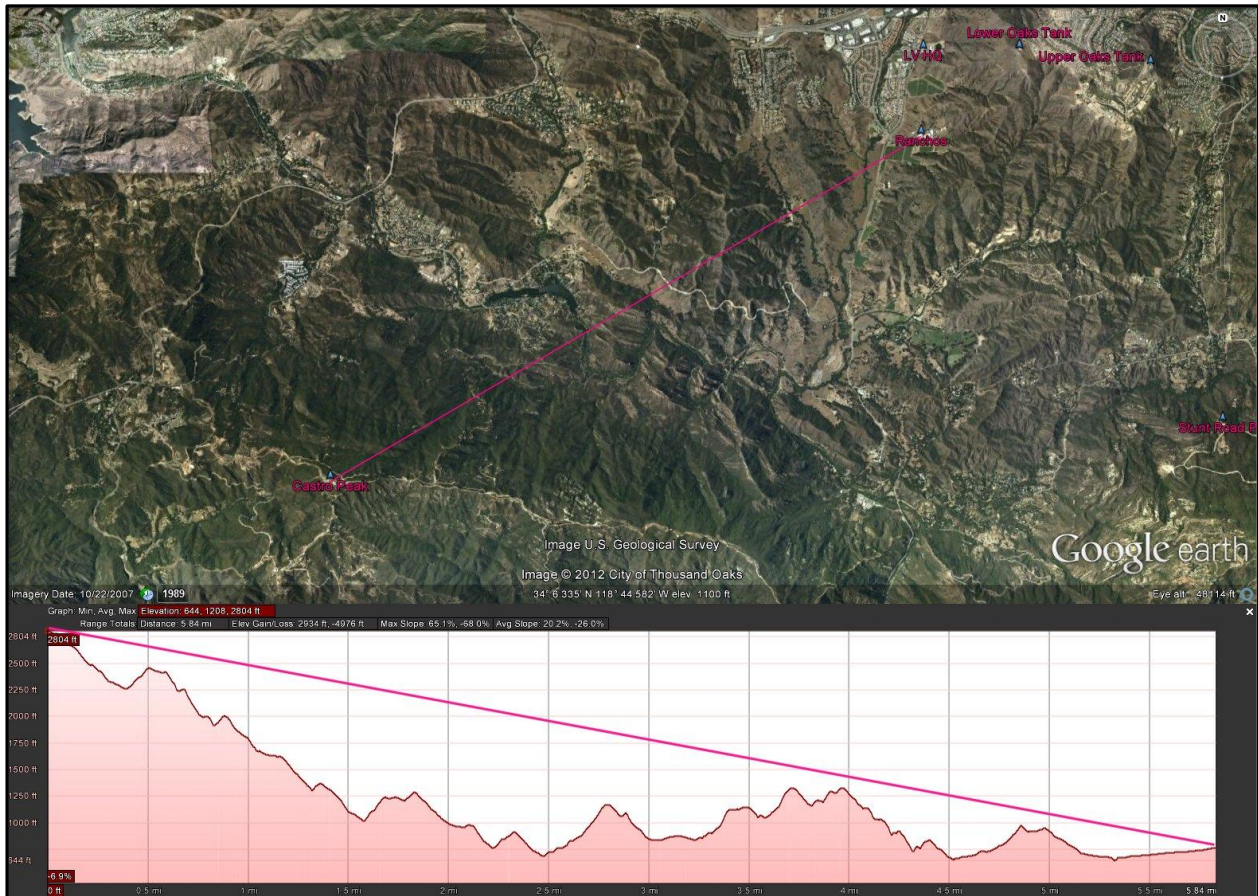 N
Lower Oaks Tank
LV HQ
Upper Oaks Tank
Ranchos
Stunt Road P
Castro Peak
Image U.S. Geological Survey
Google earth
Image © 2012 City of Thousand Oaks
Imagery Date: 10/22/2007 1989 34° 6.335' N 118° 44.582' W elev 1100 ft Eye alt 48114 ft
Graph: Min, Avg, Max Elevation: 644, 1208, 2804 ft
Range Totals: Distance: 5.84 mi Elev Gain/Loss: 2934 ft, -4976 ft Max Slope: 65.1%, -68.0% Avg Slope: 20.2%, -26.0%
2804 ft 2804 ft
2500 ft
2250 ft
2000 ft
1750 ft
1500 ft
1250 ft
1000 ft
644 ft
-6.9%
0 ft 0.5 mi 1 mi 1.5 mi 2 mi 2.5 mi 3 mi 3.5 mi 4 mi 4.5 mi 5 mi 5.5 mi 5.84 mi